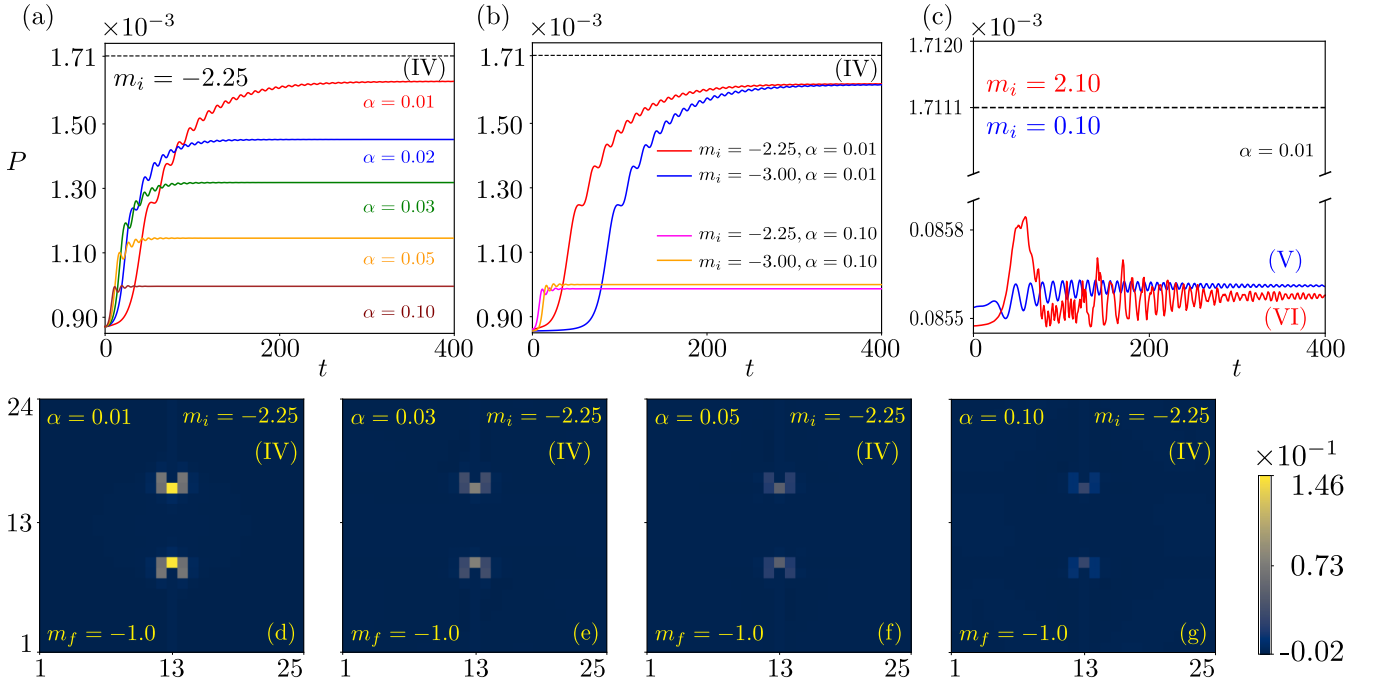 (a)
×10⁻³
1.71
1.50
1.30
1.10
0.90
P
m_i = −2.25
(IV)
α = 0.01
α = 0.02
α = 0.03
α = 0.05
α = 0.10
0
200
400
t
(b)
×10⁻³
1.71
1.50
1.30
1.10
0.90
(IV)
m_i = −2.25, α = 0.01
m_i = −3.00, α = 0.01
m_i = −2.25, α = 0.10
m_i = −3.00, α = 0.10
0
200
400
t
(c)
×10⁻³
1.7120
1.7111
0.0858
0.0855
m_i = 2.10
m_i = 0.10
α = 0.01
(V)
(VI)
0
200
400
t
24
13
1
α = 0.01
m_i = −2.25
(IV)
m_f = −1.0
(d)
1
13
25
α = 0.03
m_i = −2.25
(IV)
m_f = −1.0
(e)
1
13
25
α = 0.05
m_i = −2.25
(IV)
m_f = −1.0
(f)
1
13
25
α = 0.10
m_i = −2.25
(IV)
m_f = −1.0
(g)
1
13
25
×10⁻¹
1.46
0.73
-0.02